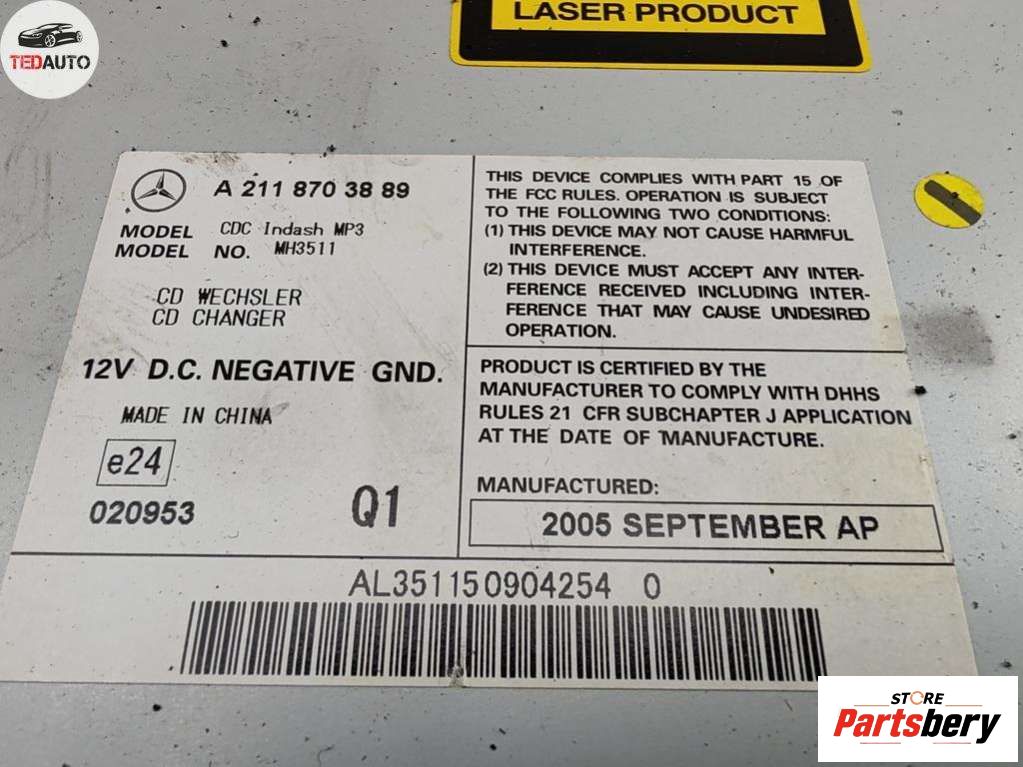 TEDAUTO
LASER PRODUCT
A 211 870 38 89
MODEL CDC Indash MP3
MODEL NO. MH3511
CD WECHSLER
CD CHANGER
12V D.C. NEGATIVE GND.
MADE IN CHINA
e24
020953
Q1
THIS DEVICE COMPLIES WITH PART 15 OF
THE FCC RULES. OPERATION IS SUBJECT
TO THE FOLLOWING TWO CONDITIONS:
(1) THIS DEVICE MAY NOT CAUSE HARMFUL
INTERFERENCE.
(2) THIS DEVICE MUST ACCEPT ANY INTER-
FERENCE RECEIVED INCLUDING INTER-
FERENCE THAT MAY CAUSE UNDESIRED
OPERATION.
PRODUCT IS CERTIFIED BY THE
MANUFACTURER TO COMPLY WITH DHHS
RULES 21 CFR SUBCHAPTER J APPLICATION
AT THE DATE OF MANUFACTURE.
MANUFACTURED:
2005 SEPTEMBER AP
AL351150904254 0
STORE
Partsbery